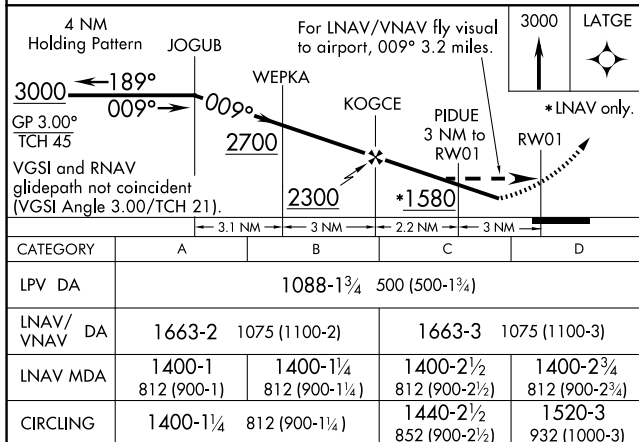 4 NM
Holding Pattern
JOGUB
For LNAV/VNAV fly visual
to airport, 009° 3.2 miles.
3000
LATGE
WEPKA
KOGCE
*LNAV only.
3000
189°
009°
009°
PIDUE
3 NM to
RW01
RW01
GP 3.00°
TCH 45
2700
VGSI and RNAV
glidepath not coincident
(VGSI Angle 3.00/TCH 21).
2300
*1580
3.1 NM 3 NM 2.2 NM 3 NM
CATEGORY A B C D
LPV DA 1088-1¾ 500 (500-1¾)
LNAV/
VNAV DA 1663-2 1075 (1100-2) 1663-3 1075 (1100-3)
LNAV MDA 1400-1 1400-1¼ 1400-2½ 1400-2¾
812 (900-1) 812 (900-1¼) 812 (900-2½) 812 (900-2¾)
CIRCLING 1400-1¼ 812 (900-1¼) 1440-2½ 1520-3
852 (900-2½) 932 (1000-3)